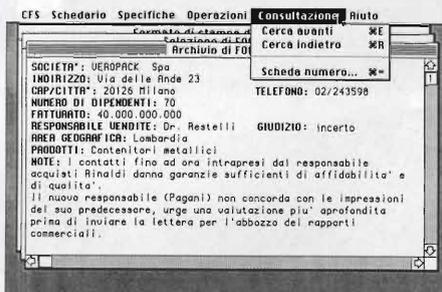 CFS Schedario Specifiche Operazioni Consultazione Aiuto
Cerca avanti ⌘E
Cerca indietro ⌘R
Scheda numero... ⌘=
Formato di stampa d
Selezione di FO
Archivio di FO
SOCIETA': VEROPACK Spa
INDIRIZZO: Via delle Ande 23
CAP/CITTA': 20126 Milano TELEFONO: 02/243598
NUMERO DI DIPENDENTI: 70
FATTURATO: 40.000.000.000
RESPONSABILE VENDITE: Dr. Restelli GIUDIZIO: incerto
AREA GEOGRAFICA: Lombardia
PRODOTTI: Contenitori metallici
NOTE: I contatti fino ad ora intrapresi dal responsabile
acquisti Rinaldi danna garanzie sufficienti di affidabilita' e
di qualita'.
Il nuovo responsabile (Pagani) non concorda con le impressioni
del suo predecessore, urge una valutazione piu' aprofondita
prima di inviare la lettera per l'abbozzo dei rapporti
commerciali.
1